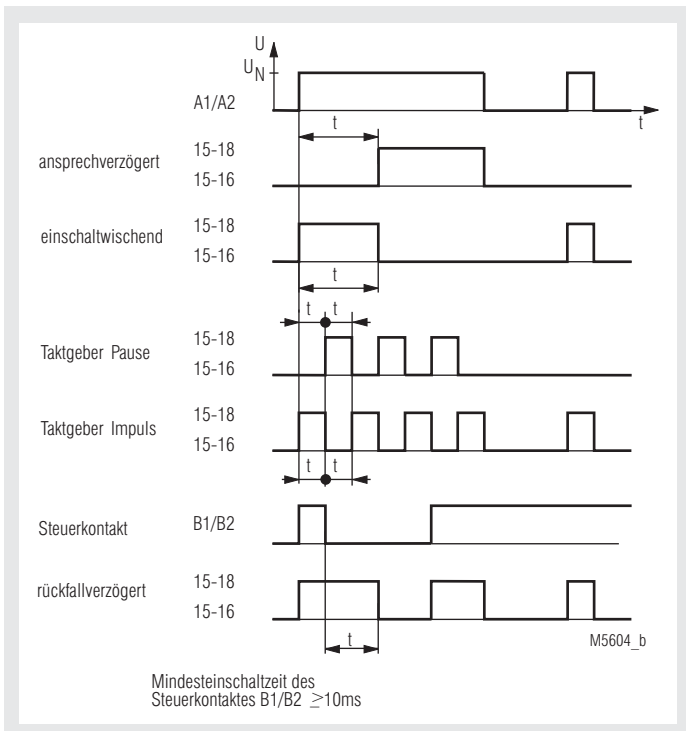 U
U_N
A1/A2
t
t
ansprechverzögert
15-18
15-16
einschaltwischend
15-18
15-16
t
t t
Taktgeber Pause
15-18
15-16
Taktgeber Impuls
15-18
15-16
t t
Steuerkontakt
B1/B2
rückfallverzögert
15-18
15-16
t
M5604_b
Mindesteinschaltzeit des
Steuerkontaktes B1/B2 ≥10ms